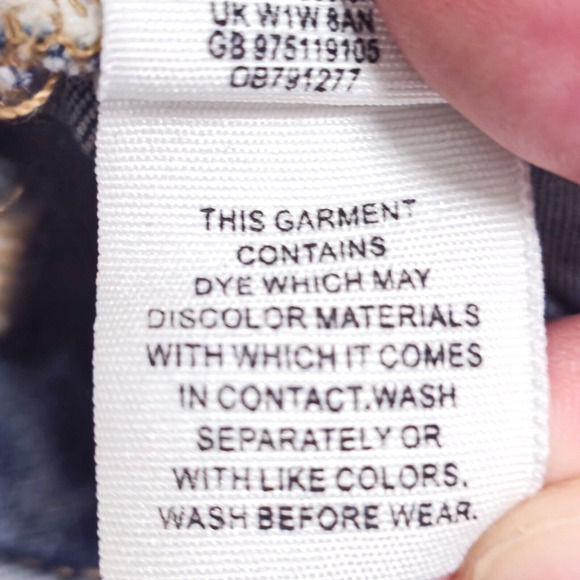 UK W1W 8AN
GB 975119105
OB791277
THIS GARMENT
CONTAINS
DYE WHICH MAY
DISCOLOR MATERIALS
WITH WHICH IT COMES
IN CONTACT.WASH
SEPARATELY OR
WITH LIKE COLORS.
WASH BEFORE WEAR.